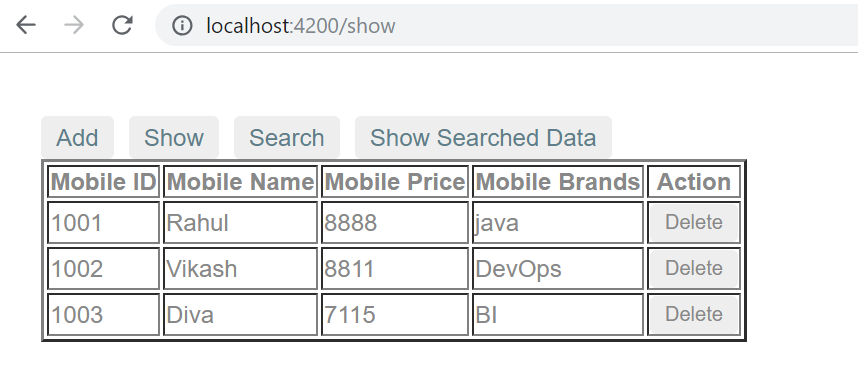 localhost:4200/show
Add Show Search Show Searched Data
Mobile ID Mobile Name Mobile Price Mobile Brands Action
1001 Rahul 8888 java Delete
1002 Vikash 8811 DevOps Delete
1003 Diva 7115 BI Delete